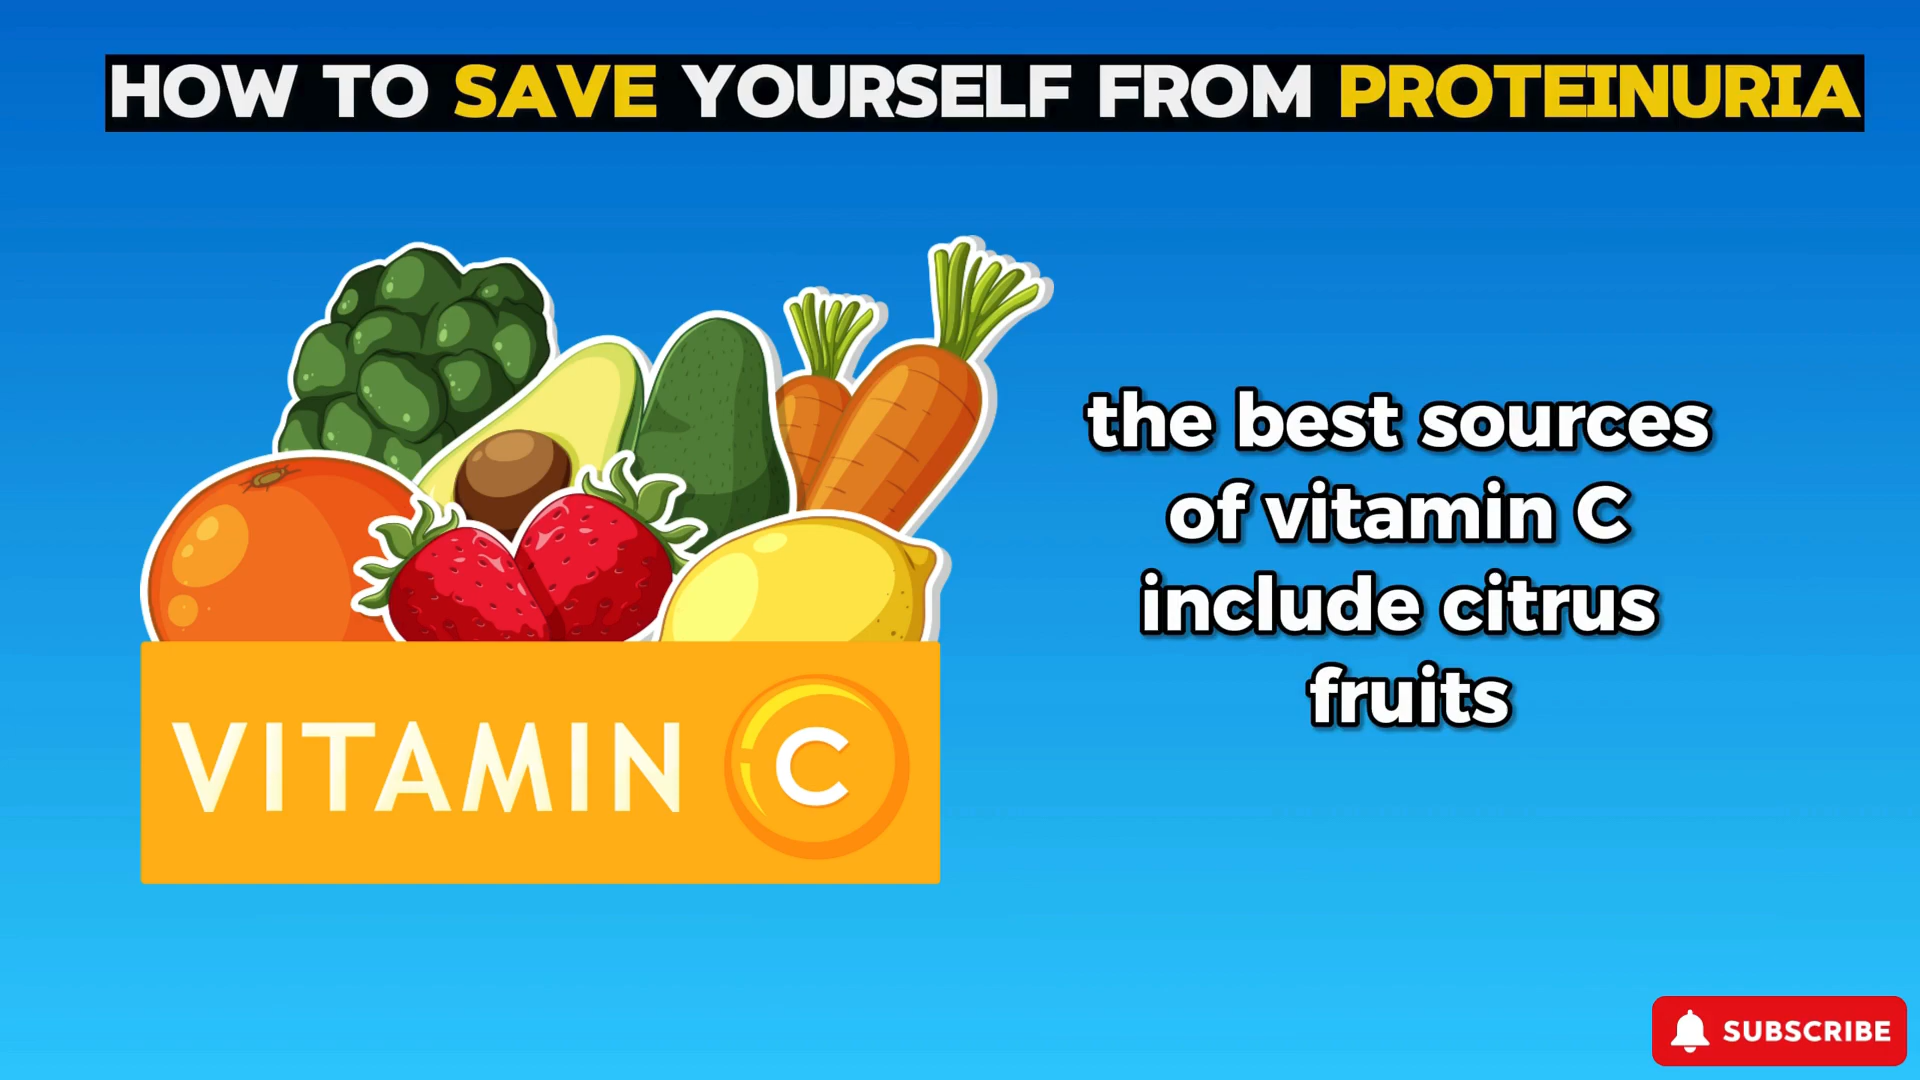 HOW TO SAVE YOURSELF FROM PROTEINURIA
the best sources
of vitamin C
include citrus
fruits
VITAMIN C
SUBSCRIBE